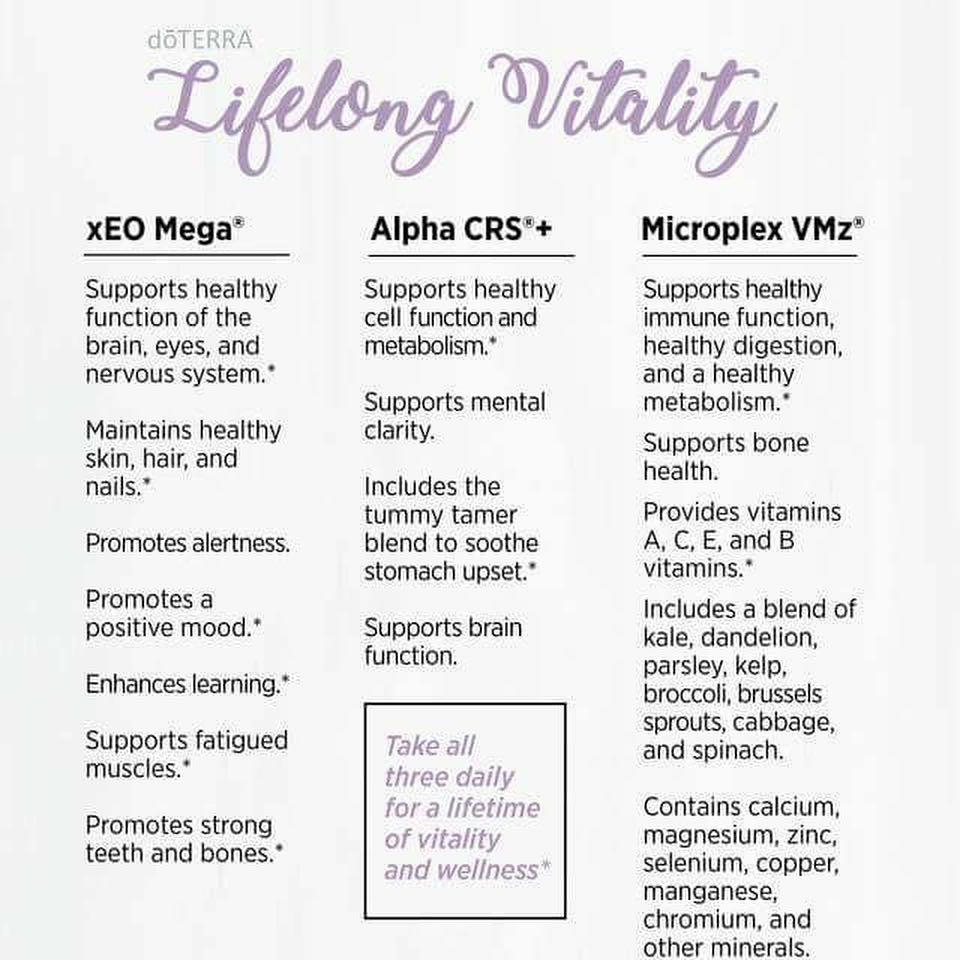 dōTERRA
Lifelong Vitality
xEO Mega®
Supports healthy
function of the
brain, eyes, and
nervous system.*
Maintains healthy
skin, hair, and
nails.*
Promotes alertness.
Promotes a
positive mood.*
Enhances learning.*
Supports fatigued
muscles.*
Promotes strong
teeth and bones.*
Alpha CRS®+
Supports healthy
cell function and
metabolism.*
Supports mental
clarity.
Includes the
tummy tamer
blend to soothe
stomach upset.*
Supports brain
function.
Take all
three daily
for a lifetime
of vitality
and wellness*
Microplex VMz®
Supports healthy
immune function,
healthy digestion,
and a healthy
metabolism.*
Supports bone
health.
Provides vitamins
A, C, E, and B
vitamins.*
Includes a blend of
kale, dandelion,
parsley, kelp,
broccoli, brussels
sprouts, cabbage,
and spinach.
Contains calcium,
magnesium, zinc,
selenium, copper,
manganese,
chromium, and
other minerals.